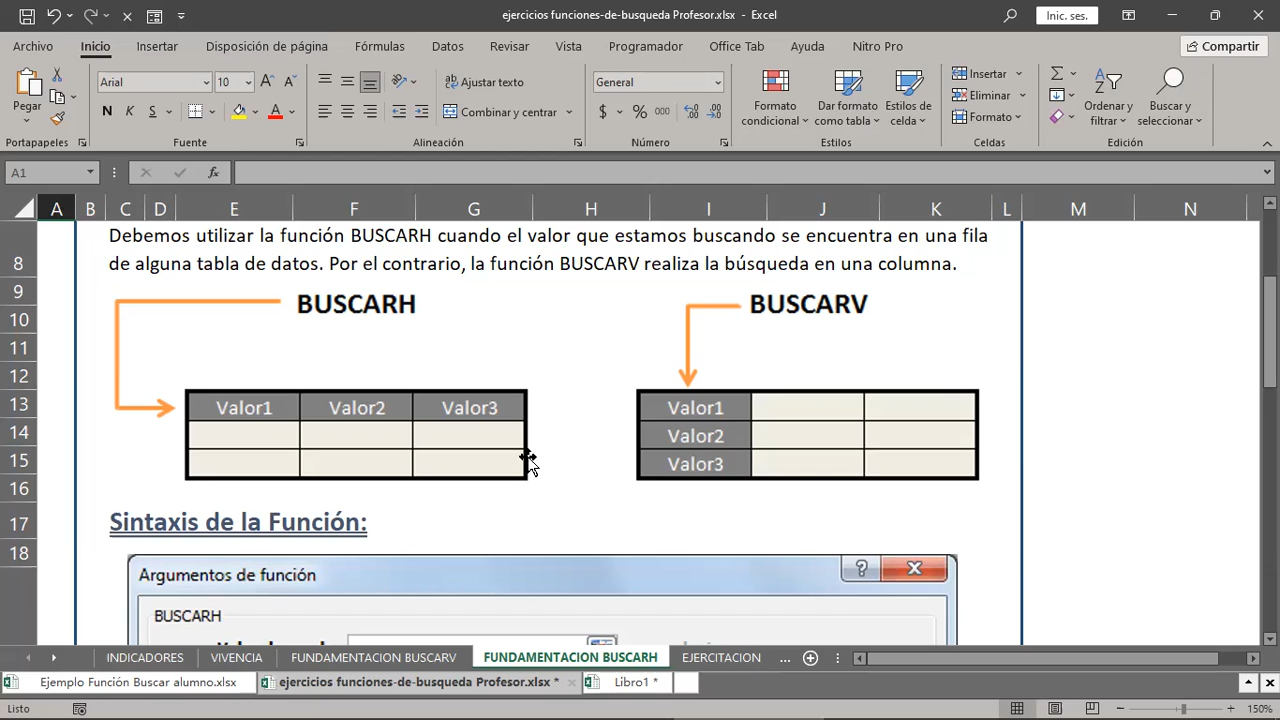 ejercicios funciones-de-busqueda Profesor.xlsx - Excel
Inic. ses.
Archivo Inicio Insertar Disposición de página Fórmulas Datos Revisar Vista Programador Office Tab Ayuda Nitro Pro
Compartir
Pegar
Arial 10
N K S
Ajustar texto
Combinar y centrar
General
$ % 000
Formato condicional
Dar formato como tabla
Estilos de celda
Insertar
Eliminar
Formato
Ordenar y filtrar
Buscar y seleccionar
Portapapeles Fuente Alineación Número Estilos Celdas Edición
A1 fx
A B C D E F G H I J K L M N
8
9
10
11
12
13
14
15
16
17
18
Debemos utilizar la función BUSCARH cuando el valor que estamos buscando se encuentra en una fila
de alguna tabla de datos. Por el contrario, la función BUSCARV realiza la búsqueda en una columna.
BUSCARH BUSCARV
Valor1 Valor2 Valor3
Valor1
Valor2
Valor3
Sintaxis de la Función:
Argumentos de función
BUSCARH
INDICADORES VIVENCIA FUNDAMENTACION BUSCARV FUNDAMENTACION BUSCARH EJERCITACION ...
Ejemplo Función Buscar alumno.xlsx ejercicios funciones-de-busqueda Profesor.xlsx * Libro1 *
Listo 150%